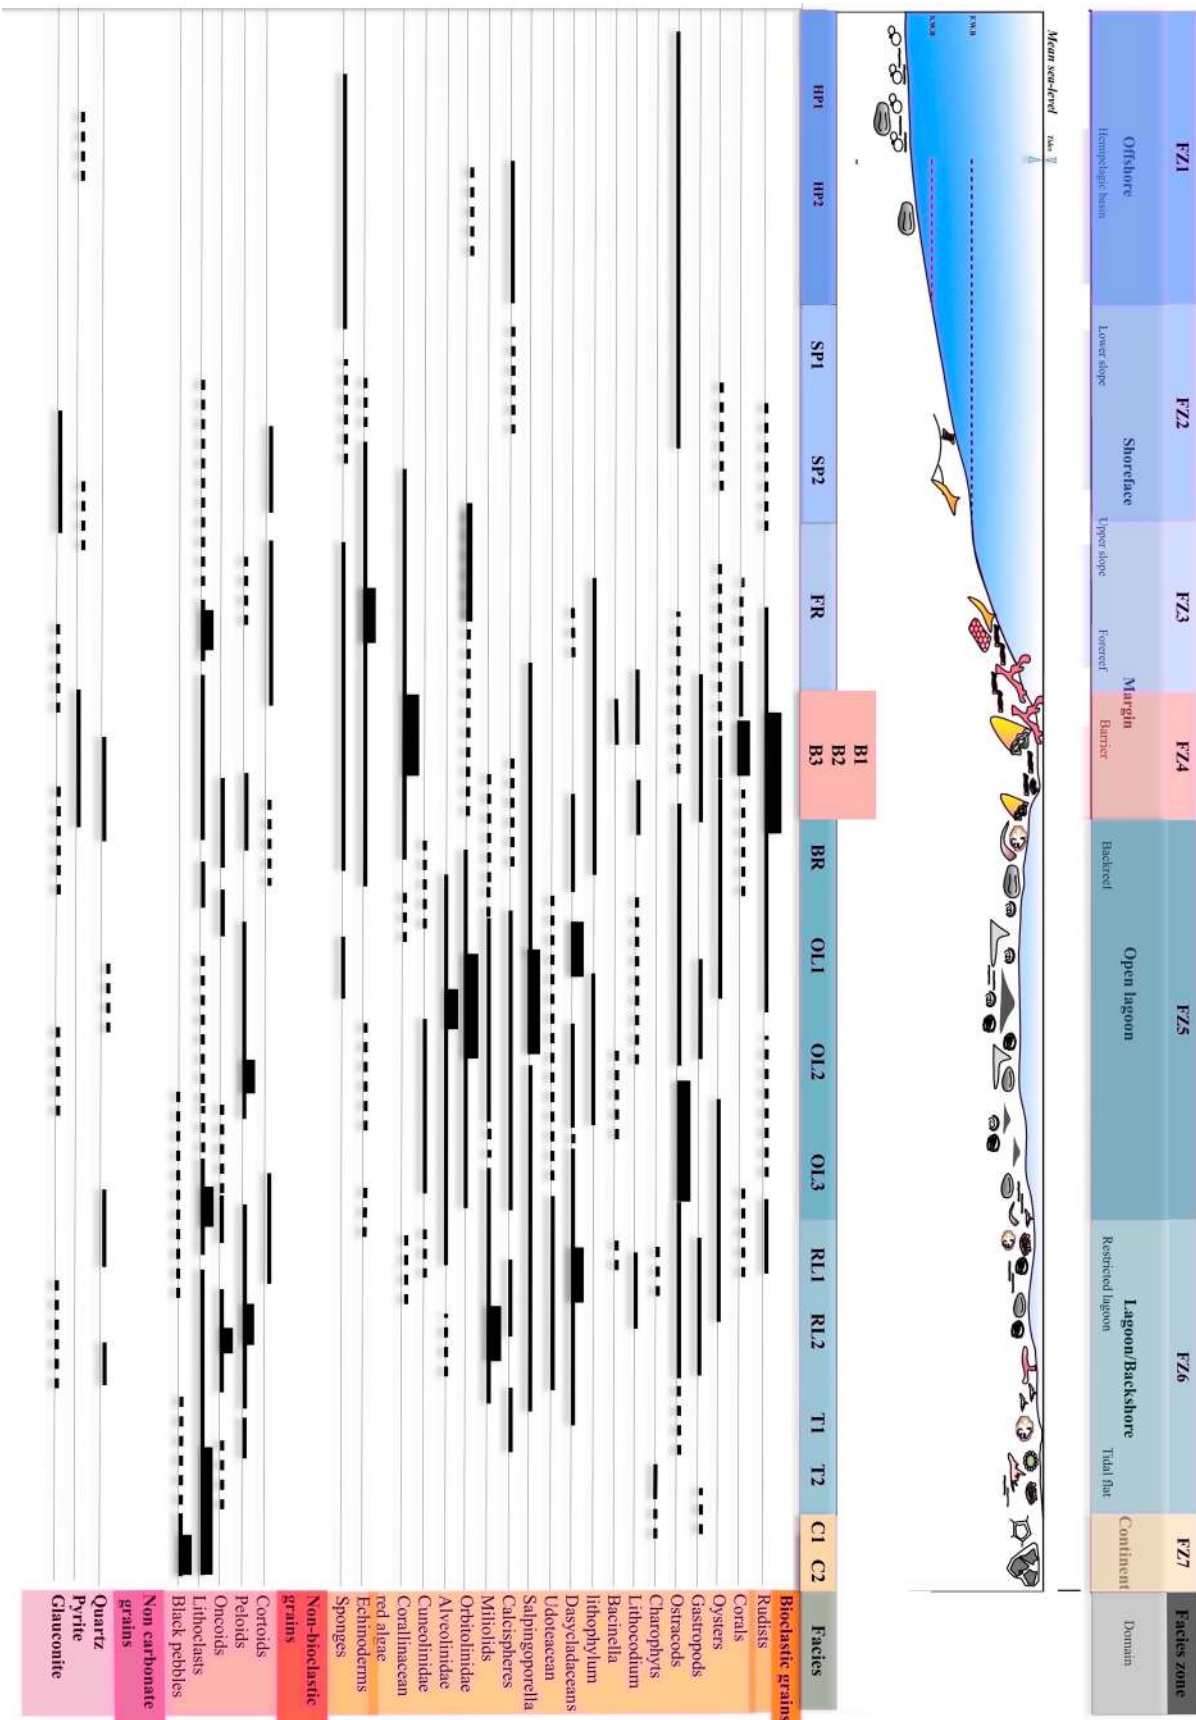 Facies zone
FZ1
FZ2
FZ3
FZ4
FZ5
FZ6
FZ7
Domain
Offshore
Hemipelagic basin
Shoreface
Lower slope
Upper slope
Margin
Forereef
Barrier
Open lagoon
Backreef
Lagoon/Backshore
Restricted lagoon
Tidal flat
Continent
Mean sea-level
Tides
F.W.B
S.W.B
Facies
HP1
HP2
SP1
SP2
FR
B1
B2
B3
BR
OL1
OL2
OL3
RL1
RL2
T1
T2
C1
C2
Bioclastic grains
Rudists
Corals
Oysters
Gastropods
Ostracods
Charophyts
Lithocodium
Bacinella
lithophylum
Dasycladaceans
Udoteacean
Salpingoporella
Calcispheres
Miliolids
Orbitolinidae
Alveolinidae
Cuneolinidae
Corallinacean
red algae
Echinoderms
Sponges
Non-bioclastic
grains
Cortoids
Peloids
Oncoids
Lithoclasts
Black pebbles
Non carbonate
grains
Quartz
Pyrite
Glauconite